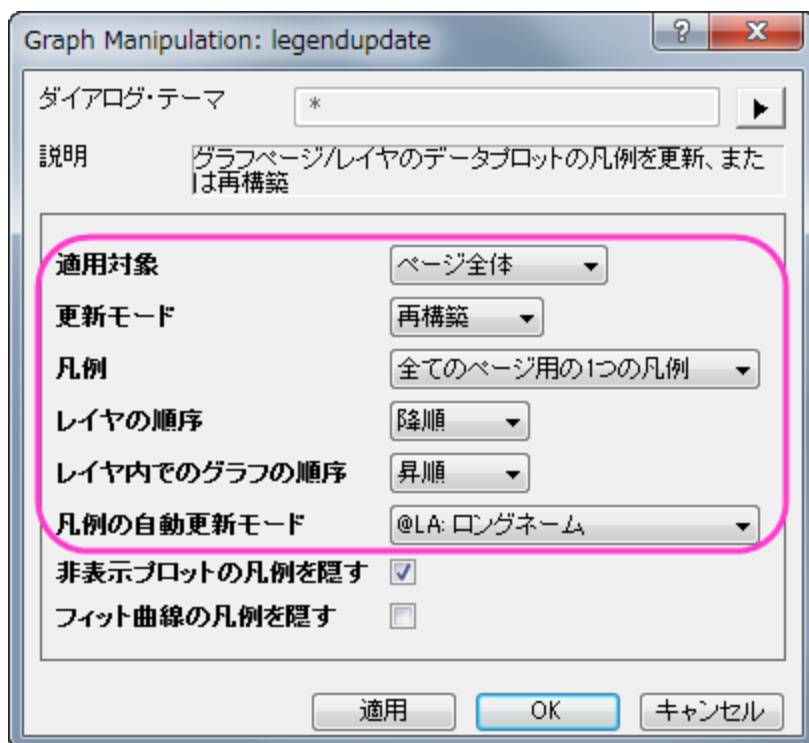 Graph Manipulation: legendupdate
ダイアログ・テーマ *
説明 グラフページ/レイヤのデータプロットの凡例を更新、また
は再構築
適用対象 ページ全体
更新モード 再構築
凡例 全てのページ用の1つの凡例
レイヤの順序 降順
レイヤ内でのグラフの順序 昇順
凡例の自動更新モード @LA: ロングネーム
非表示プロットの凡例を隠す
フィット曲線の凡例を隠す
適用 OK キャンセル